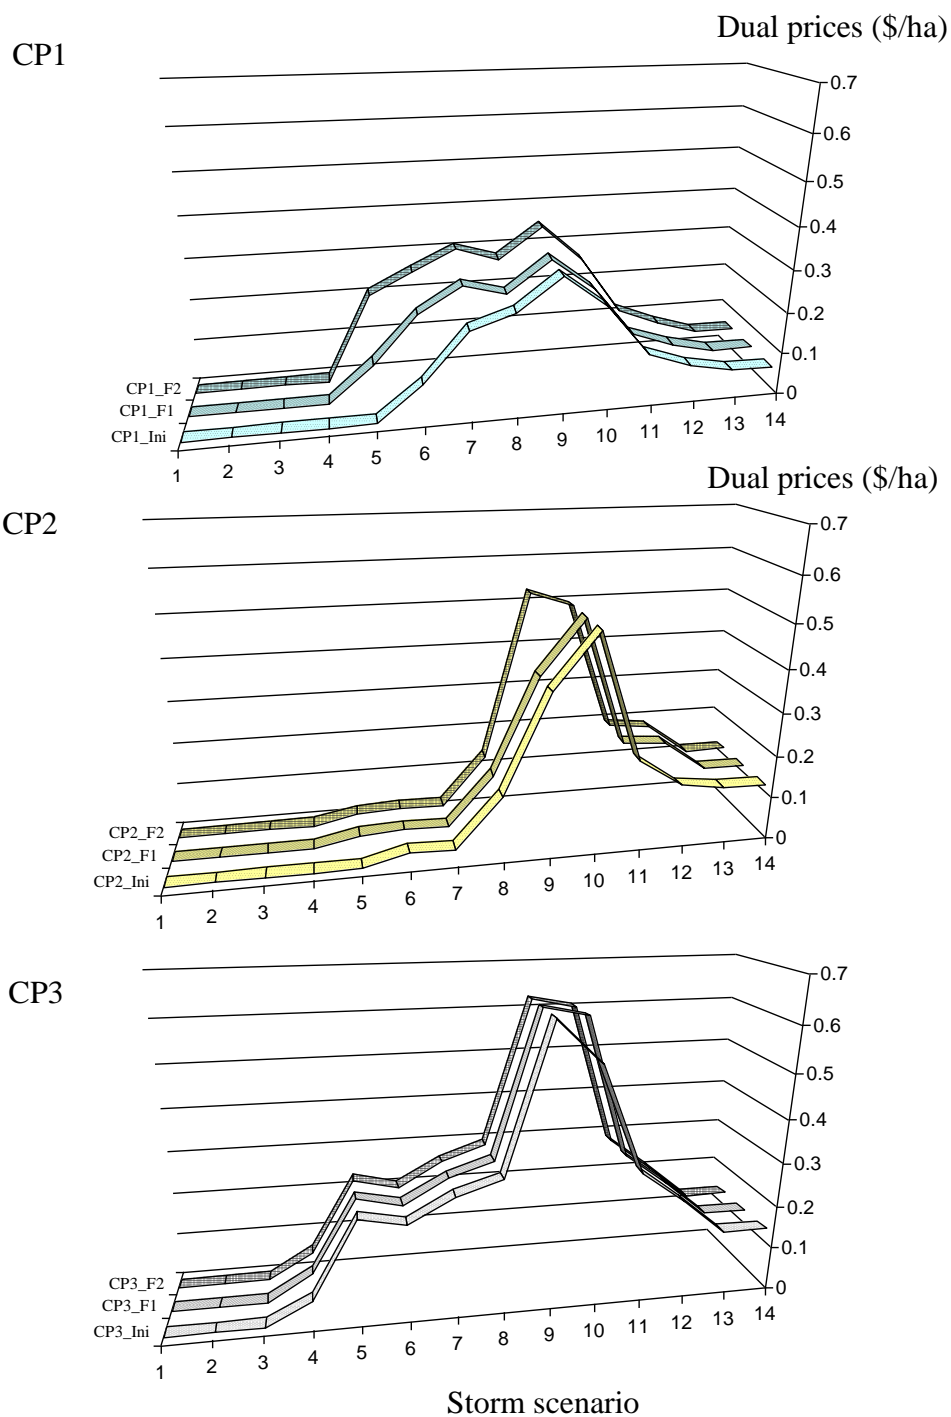 Dual prices ($/ha)
CP1
0.7
0.6
0.5
0.4
0.3
0.2
0.1
0
CP1_F2
CP1_F1
CP1_Ini
1 2 3 4 5 6 7 8 9 10 11 12 13 14
Dual prices ($/ha)
CP2
0.7
0.6
0.5
0.4
0.3
0.2
0.1
0
CP2_F2
CP2_F1
CP2_Ini
1 2 3 4 5 6 7 8 9 10 11 12 13 14
CP3
0.7
0.6
0.5
0.4
0.3
0.2
0.1
0
CP3_F2
CP3_F1
CP3_Ini
1 2 3 4 5 6 7 8 9 10 11 12 13 14
Storm scenario